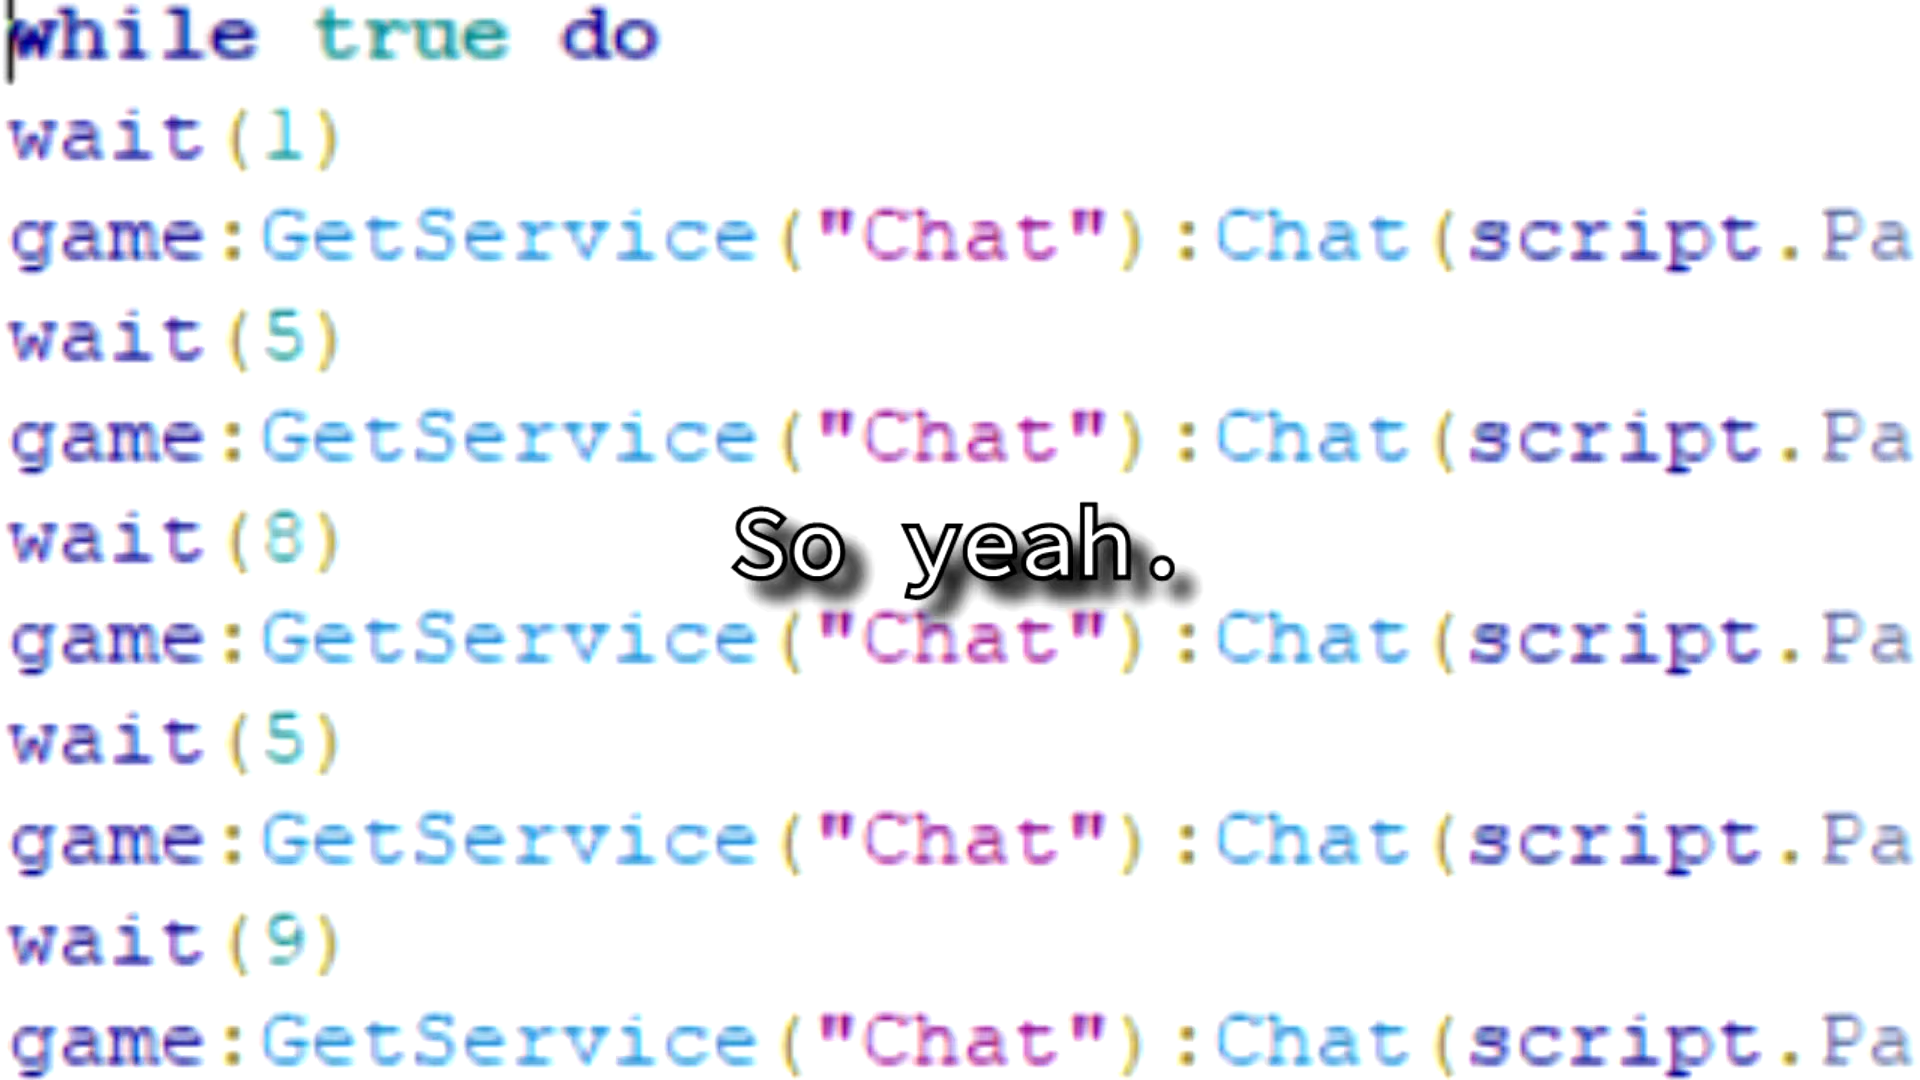 while true do
wait(1)
game:GetService("Chat"):Chat(script.Pa
wait(5)
game:GetService("Chat"):Chat(script.Pa
wait(8)
So yeah.
game:GetService("Chat"):Chat(script.Pa
wait(5)
game:GetService("Chat"):Chat(script.Pa
wait(9)
game:GetService("Chat"):Chat(script.Pa